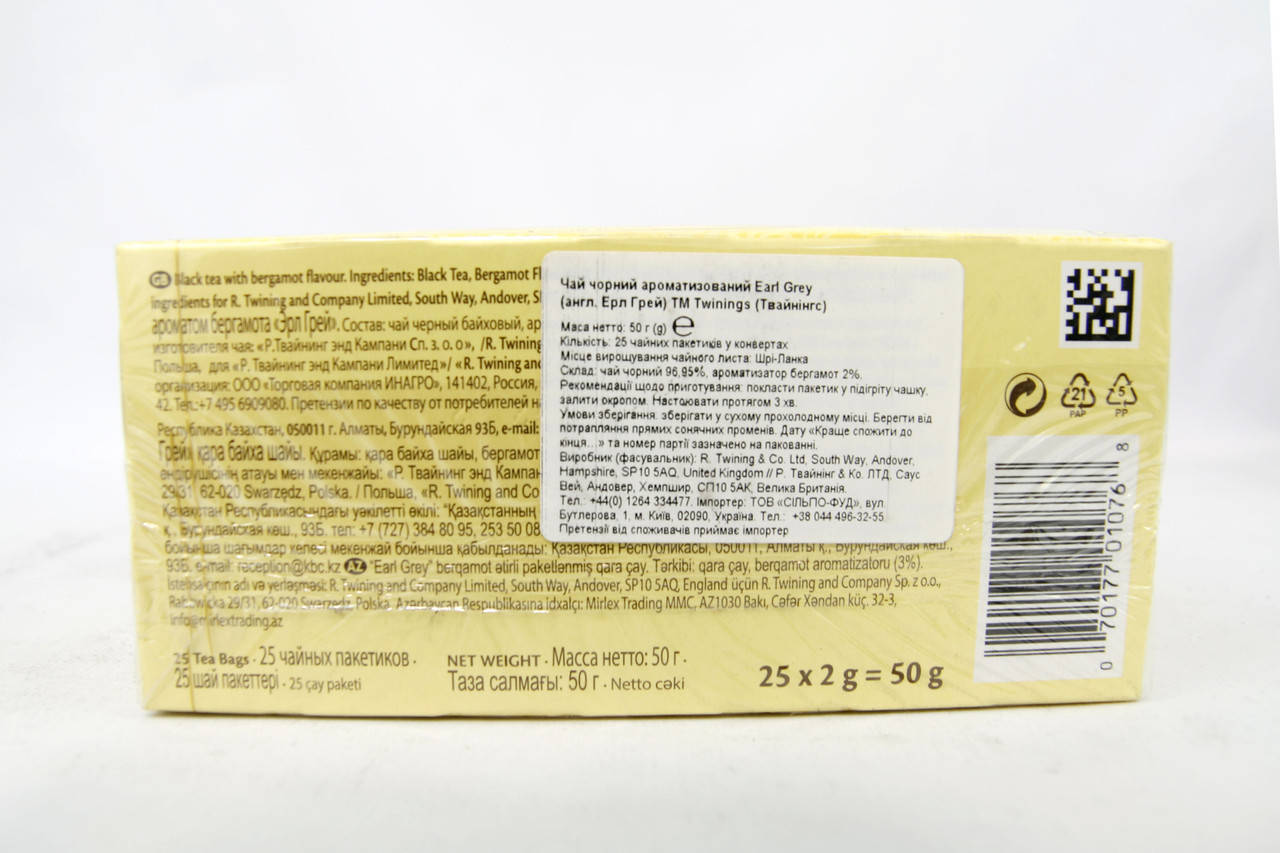 GB Black tea with bergamot flavour. Ingredients: Black Tea, Bergamot Fl
ingredients for R. Twining and Company Limited, South Way, Andover,
ароматом бергамота «Эрл Грей». Состав: чай черный байховый, ар
изготовителя чая: «Р.Твайнинг энд Кампани Сп. з. о. о», /R. Twining
Польша, для «Р. Твайнинг энд Кампани Лимитед»/ « R. Twining and
организация: ООО «Торговая компания ИНАГРО», 141402, Россия,
42. Тел.:+7 495 6909080. Претензии по качеству от потребителей н
Республика Казахстан, 050011 г. Алматы, Бурундайская 93Б, e-mail:
Грей» қара байха шайы. Құрамы: қара байха шайы, бергамот
өндірушісінің атауы мен мекенжайы: «Р. Твайнинг энд Кампан
29/31, 62-020 Swarzędz, Polska. / Польша, «R. Twining and Co
Қазақстан Республикасындағы уәкілетті өкілі: "Қазақстанның
қ., Бурундайская көш., 93Б. тел: +7 (727) 384 80 95, 253 50 08
бойынша шағымдар келесі мекенжай бойынша қабылданады: Қазақстан Республикасы, 050011, Алматы қ., Бурундайская көш.,
93Б. e-mail: reception@kbc.kz AZ "Earl Grey" berqamot ətirli paketlənmiş qara çay. Tərkibi: qara çay, berqamot aromatizatoru (3%).
İstehsalçının adı və yerləşməsi: R. Twining and Company Limited, South Way, Andover, SP10 5AQ, England üçün R. Twining and Company Sp. z o.o.,
Rabowicka 29/31, 62-020 Swarzędz, Polska. Azərbaycan Respublikasına idxalçı: Mirlex Trading MMC, AZ1030 Bakı, Cəfər Xəndan küç. 32-3,
info@mirlextrading.az
25 Tea Bags · 25 чайных пакетиков ·
25 шай пакеттері · 25 çay paketi
NET WEIGHT · Масса нетто: 50 г ·
Таза салмағы: 50 г · Netto cəki
25 x 2 g = 50 g
Чай чорний ароматизований Earl Grey
(англ. Ерл Грей) ТМ Twinings (Твайнінгс)
Маса нетто: 50 г (g) e
Кількість: 25 чайних пакетиків у конвертах
Місце вирощування чайного листа: Шрі-Ланка
Склад: чай чорний 96,95%, ароматизатор бергамот 2%.
Рекомендації щодо приготування: покласти пакетик у підігріту чашку,
залити окропом. Настоювати протягом 3 хв.
Умови зберігання: зберігати у сухому прохолодному місці. Берегти від
потрапляння прямих сонячних променів. Дату «Краще спожити до
кінця...» та номер партії зазначено на пакованні.
Виробник (фасувальник): R. Twining & Co. Ltd, South Way, Andover,
Hampshire, SP10 5AQ, United Kingdom // Р. Твайнінг & Ко. ЛТД, Саус
Вей, Андовер, Хемпшир, СП10 5АК, Велика Британія.
Тел.: +44(0) 1264 334477. Імпортер: ТОВ «СІЛЬПО-ФУД», вул.
Бутлерова, 1, м. Київ, 02090, Україна. Тел.: +38 044 496-32-55
Претензії від споживачів приймає імпортер
21
PAP
5
PP
0 70177 01076 8